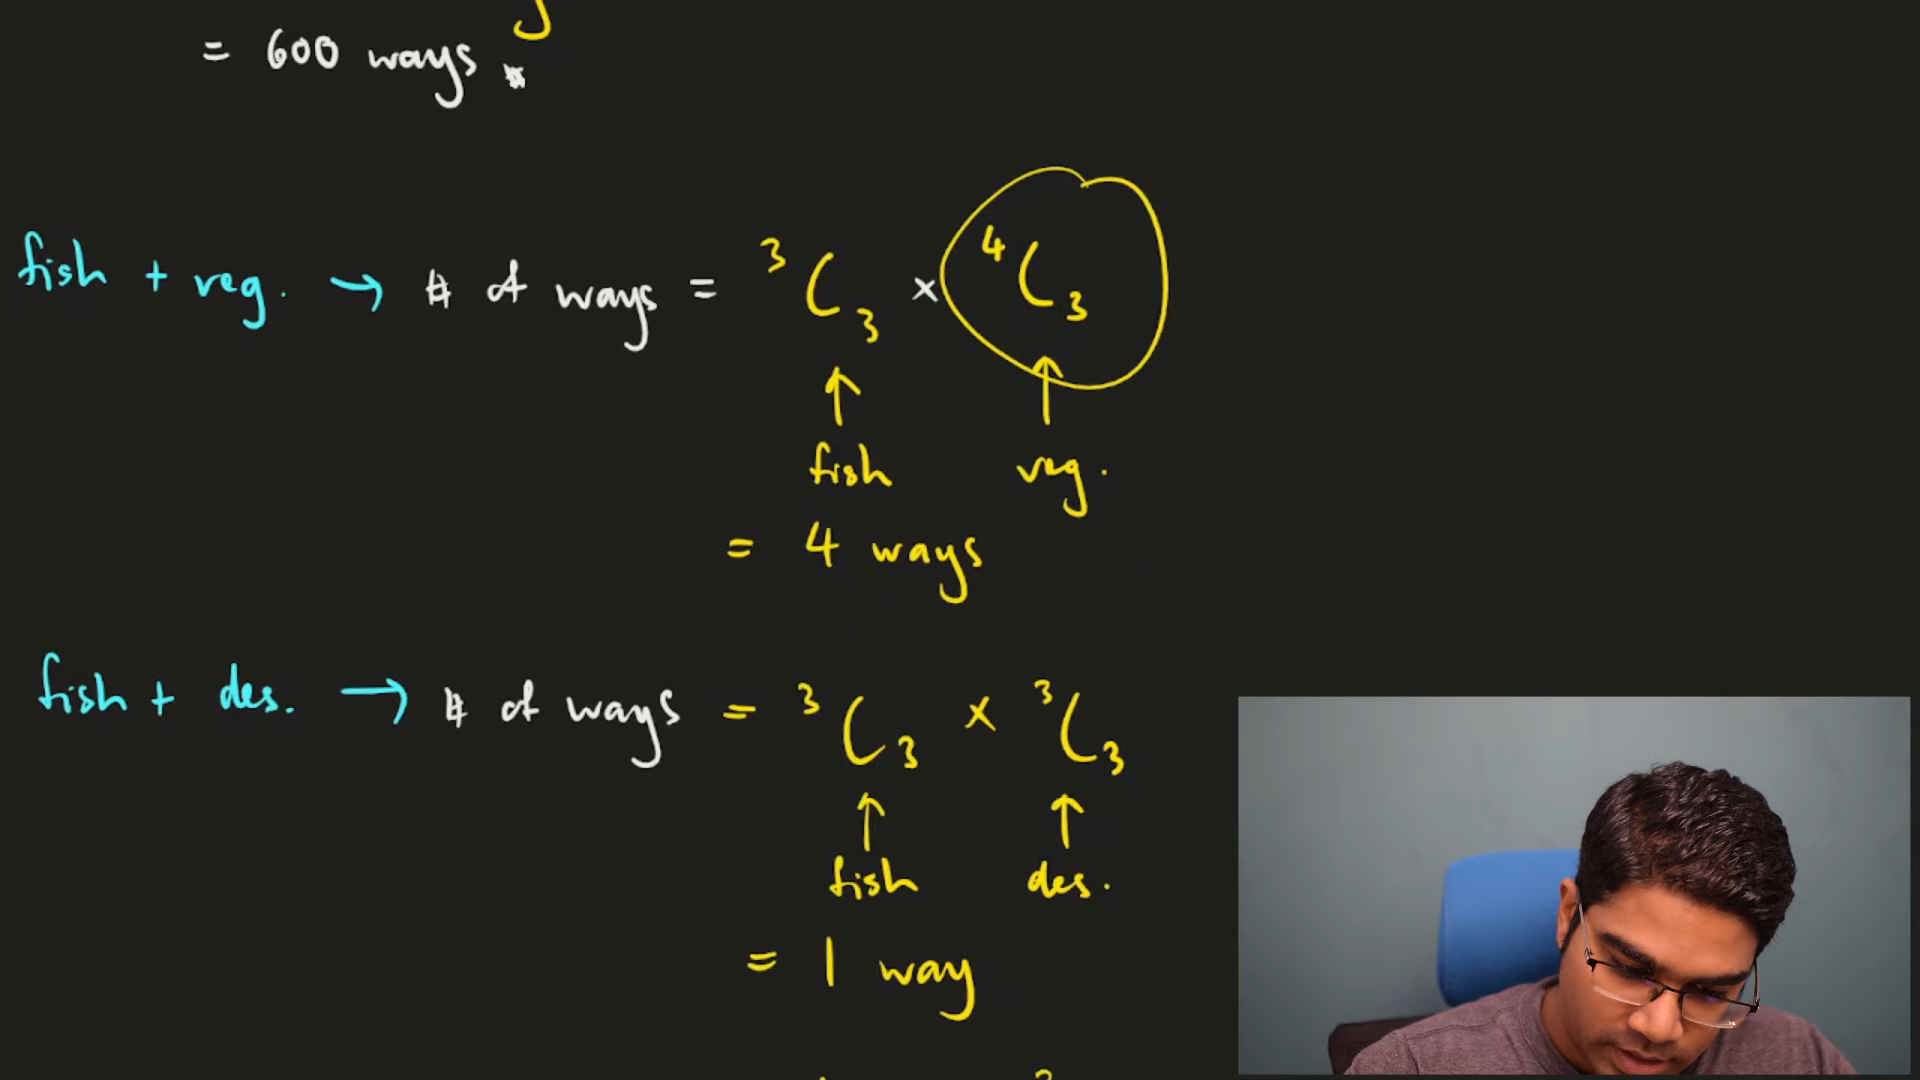 = 600 ways
fish + veg. → # of ways = ³C₃ × ⁴C₃
↑ ↑
fish veg.
= 4 ways
fish + des. → # of ways = ³C₃ × ³C₃
↑ ↑
fish des.
= 1 way